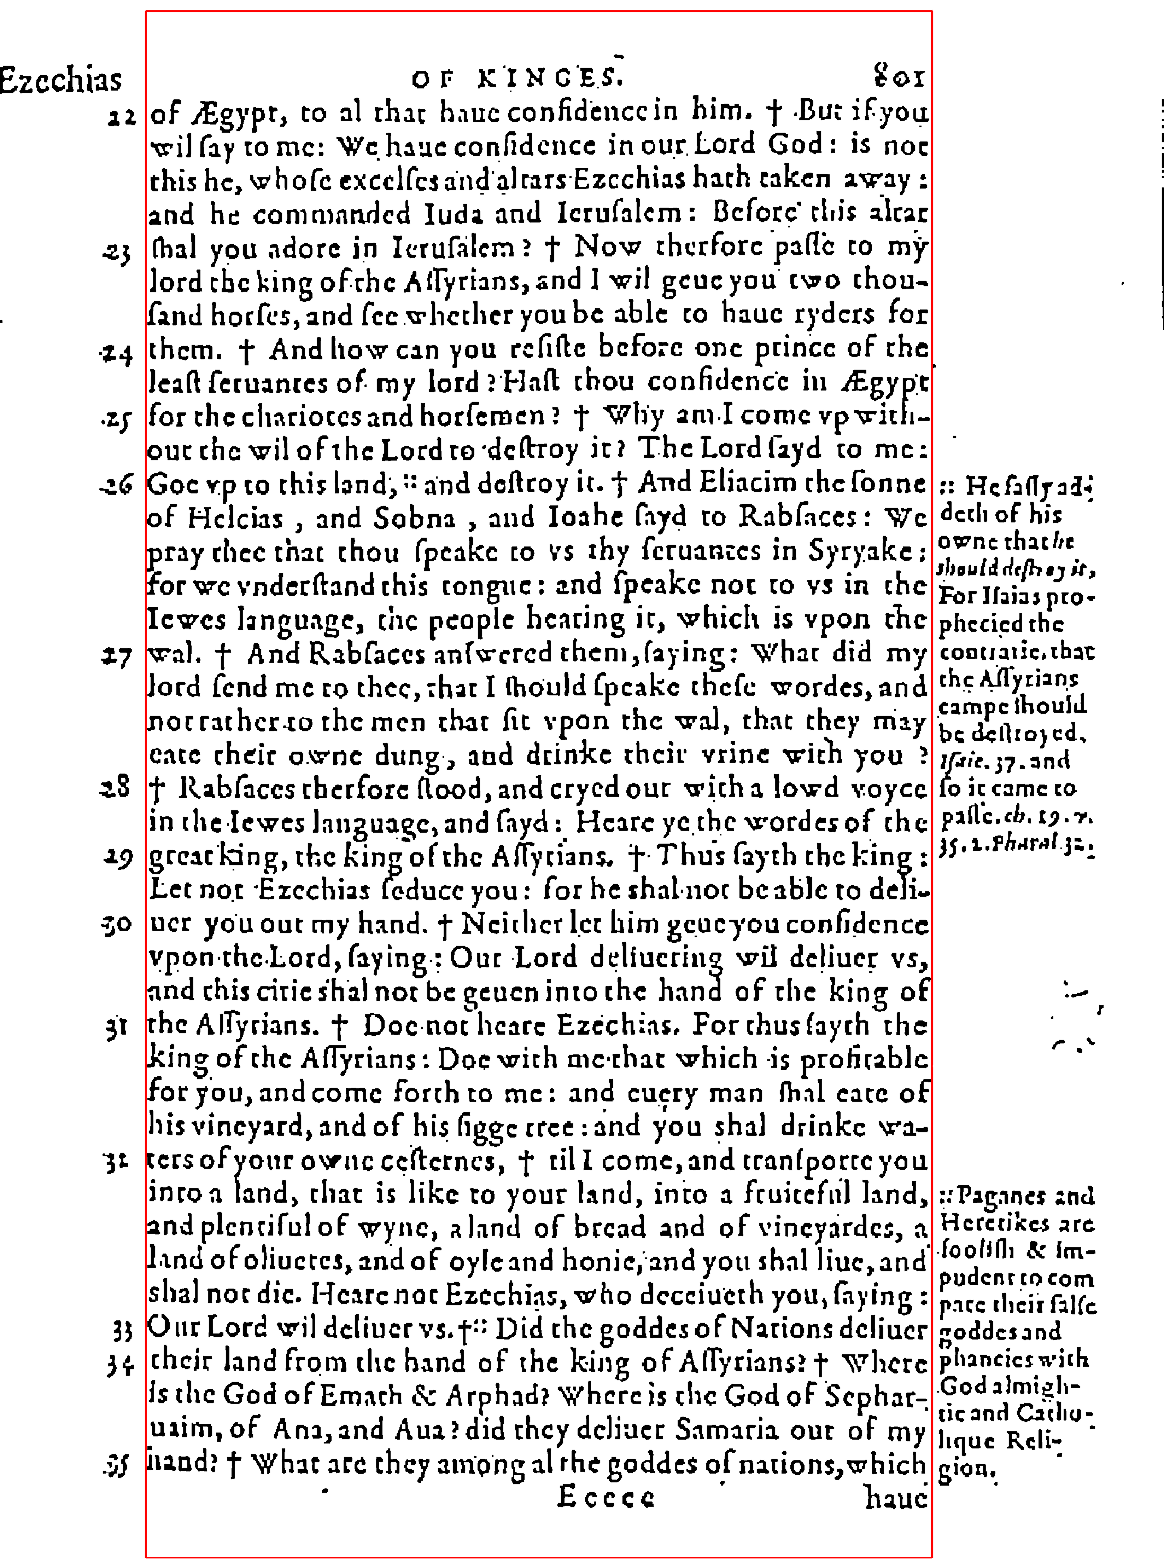 Ezechias OF KINGES. 801
22 of Ægypt, to al that haue confidence in him. † But if you
wil ſay to me: We haue confidence in our Lord God: is not
this he, whoſe excelſes and altars Ezechias hath taken away:
and he commanded Iuda and Ieruſalem: Before this altar
23 ſhal you adore in Ieruſalem? † Now therfore paſſe to my
lord the king of the Aſſyrians, and I wil geue you two thou-
ſand horſes, and ſee whether you be able to haue ryders for
24 them. † And how can you reſiſte before one prince of the
leaſt ſeruantes of my lord? Haſt thou confidence in Ægypt
25 for the chariotes and horſemen? † Why am I come vp with-
out the wil of the Lord to deſtroy it? The Lord ſayd to me:
26 Goe vp to this land, :: and deſtroy it. † And Eliacim the ſonne
of Helcias , and Sobna , and Ioahe ſayd to Rabſaces: We
pray thee that thou ſpeake to vs thy ſeruantes in Syryake:
for we vnderſtand this tongue: and ſpeake not to vs in the
Iewes language, the people hearing it, which is vpon the
27 wal. † And Rabſaces anſwered them, ſaying: What did my
lord ſend me to thee, that I ſhould ſpeake theſe wordes, and
not rather to the men that ſit vpon the wal, that they may
eate their owne dung, and drinke their vrine with you ?
28 † Rabſaces therfore ſtood, and cryed out with a lowd voyce
in the Iewes language, and ſayd: Heare ye the wordes of the
29 great king, the king of the Aſſyrians. † Thus ſayth the king:
Let not Ezechias ſeduce you: for he shal not be able to deli-
30 uer you out my hand. † Neither let him geue you confidence
vpon the Lord, ſaying: Our Lord deliuering wil deliuer vs,
and this citie shal not be geuen into the hand of the king of
31 the Aſſyrians. † Doe not heare Ezechias. For thus ſayth the
king of the Aſſyrians: Doe with me that which is profitable
for you, and come forth to me: and euery man ſhal eate of
his vineyard, and of his figge tree: and you shal drinke wa-
32 ters of your owne ceſternes, † til I come, and tranſporte you
into a land, that is like to your land, into a fruiteful land,
and plentiful of wyne, a land of bread and of vineyardes, a
land of oliuetes, and of oyle and honie, and you shal liue, and
shal not die. Heare not Ezechias, who deceiueth you, ſaying:
33 Our Lord wil deliuer vs. † :: Did the goddes of Nations deliuer
34 their land from the hand of the king of Aſſyrians? † Where
is the God of Emath & Arphad? Where is the God of Sephar-
uaim, of Ana, and Aua? did they deliuer Samaria out of my
35 hand? † What are they among al the goddes of nations, which
Eeeee haue
:: He falſly ad-
deth of his
owne that he
should deſtroy it,
For Iſaias pro-
phecied the
contrarie, that
the Aſſyrians
campe ſhould
be deſtroyed.
Iſaie. 37. and
ſo it came to
paſſe. ch. 19. v.
35. 2. Paral. 32.
:: Paganes and
Heretikes are
fooliſh & im-
pudent to com
pare their falſe
goddes and
phancies with
God almigh-
tie and Catho-
lique Reli-
gion.